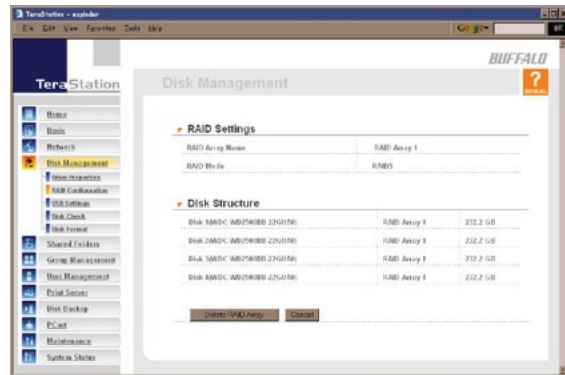 TeraStation - exploder
File Edit View Favorites Tools Help
Google
BUFFALO
TeraStation
Disk Management
?
MANUAL
Home
Basic
Network
Disk Management
Drive Properties
RAID Configuration
USB Settings
Disk Check
Disk Format
Shared Folders
Group Management
User Management
Print Server
Disk Backup
PCast
Maintenance
System Status
RAID Settings
RAID Array Name RAID Array 1
RAID Mode RAID5
Disk Structure
Disk 1(WDC WD2500BB-22GUA0) RAID Array 1 232.2 GB
Disk 2(WDC WD2500BB-22GUA0) RAID Array 1 232.2 GB
Disk 3(WDC WD2500BB-22GUA0) RAID Array 1 232.2 GB
Disk 4(WDC WD2500BB-22GUA0) RAID Array 1 232.2 GB
Delete RAID Array Cancel